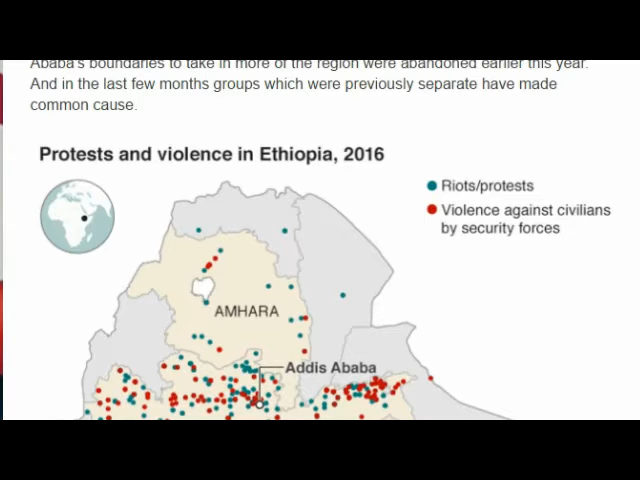 Ababa's boundaries to take in more of the region were abandoned earlier this year.
And in the last few months groups which were previously separate have made
common cause.
Protests and violence in Ethiopia, 2016
Riots/protests
Violence against civilians
by security forces
AMHARA
Addis Ababa